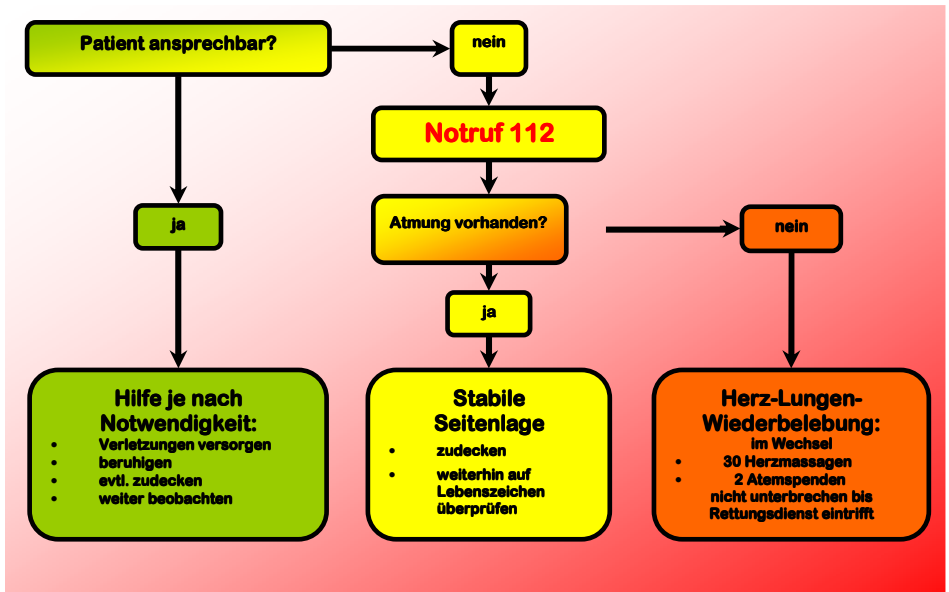 Patient ansprechbar?
nein
Notruf 112
Atmung vorhanden?
ja
nein
ja
Hilfe je nach
Notwendigkeit:
• Verletzungen versorgen
• beruhigen
• evtl. zudecken
• weiter beobachten
Stabile
Seitenlage
• zudecken
• weiterhin auf
Lebenszeichen
überprüfen
Herz-Lungen-
Wiederbelebung:
im Wechsel
• 30 Herzmassagen
• 2 Atemspenden
nicht unterbrechen bis
Rettungsdienst eintrifft